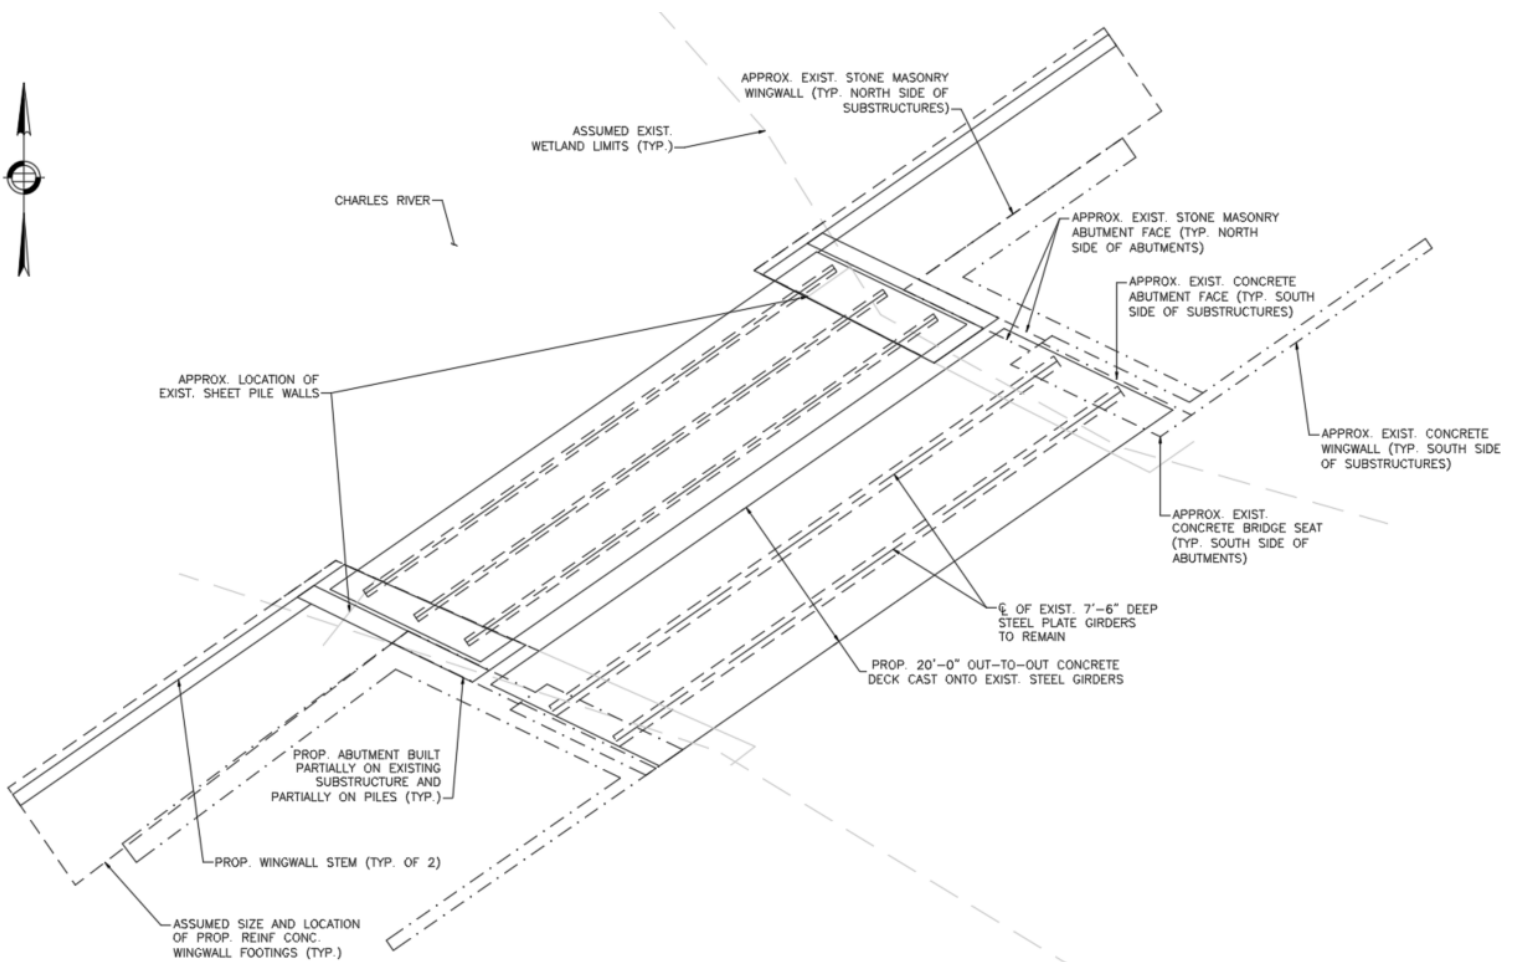 APPROX. EXIST. STONE MASONRY
WINGWALL (TYP. NORTH SIDE OF
SUBSTRUCTURES)
ASSUMED EXIST.
WETLAND LIMITS (TYP.)
CHARLES RIVER
APPROX. EXIST. STONE MASONRY
ABUTMENT FACE (TYP. NORTH
SIDE OF ABUTMENTS)
APPROX. EXIST. CONCRETE
ABUTMENT FACE (TYP. SOUTH
SIDE OF SUBSTRUCTURES)
APPROX. LOCATION OF
EXIST. SHEET PILE WALLS
APPROX. EXIST. CONCRETE
WINGWALL (TYP. SOUTH SIDE
OF SUBSTRUCTURES)
APPROX. EXIST.
CONCRETE BRIDGE SEAT
(TYP. SOUTH SIDE OF
ABUTMENTS)
℄ OF EXIST. 7'-6" DEEP
STEEL PLATE GIRDERS
TO REMAIN
PROP. 20'-0" OUT-TO-OUT CONCRETE
DECK CAST ONTO EXIST. STEEL GIRDERS
PROP. ABUTMENT BUILT
PARTIALLY ON EXISTING
SUBSTRUCTURE AND
PARTIALLY ON PILES (TYP.)
PROP. WINGWALL STEM (TYP. OF 2)
ASSUMED SIZE AND LOCATION
OF PROP. REINF CONC.
WINGWALL FOOTINGS (TYP.)